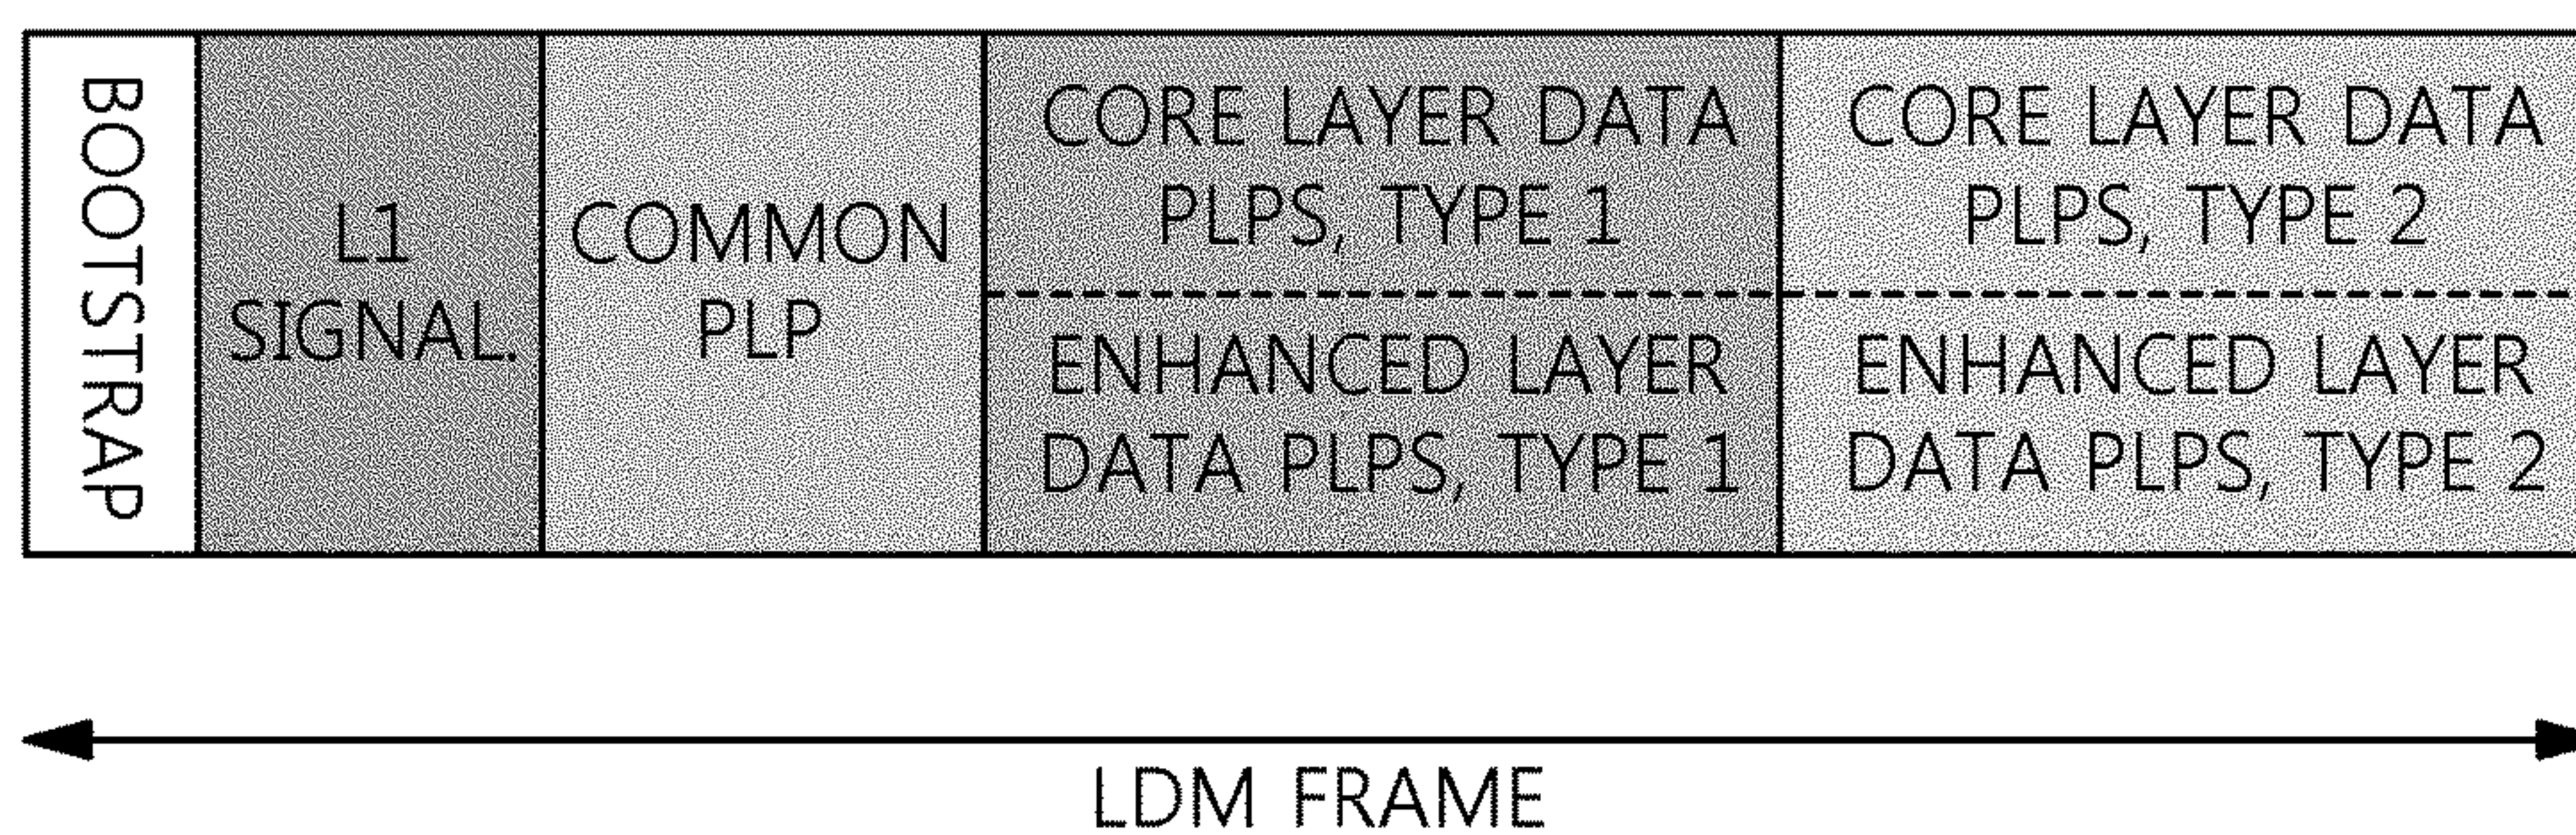 BOOTSTRAP
L1
SIGNAL.
COMMON
PLP
CORE LAYER DATA
PLPS, TYPE 1
ENHANCED LAYER
DATA PLPS, TYPE 1
CORE LAYER DATA
PLPS, TYPE 2
ENHANCED LAYER
DATA PLPS, TYPE 2
LDM FRAME